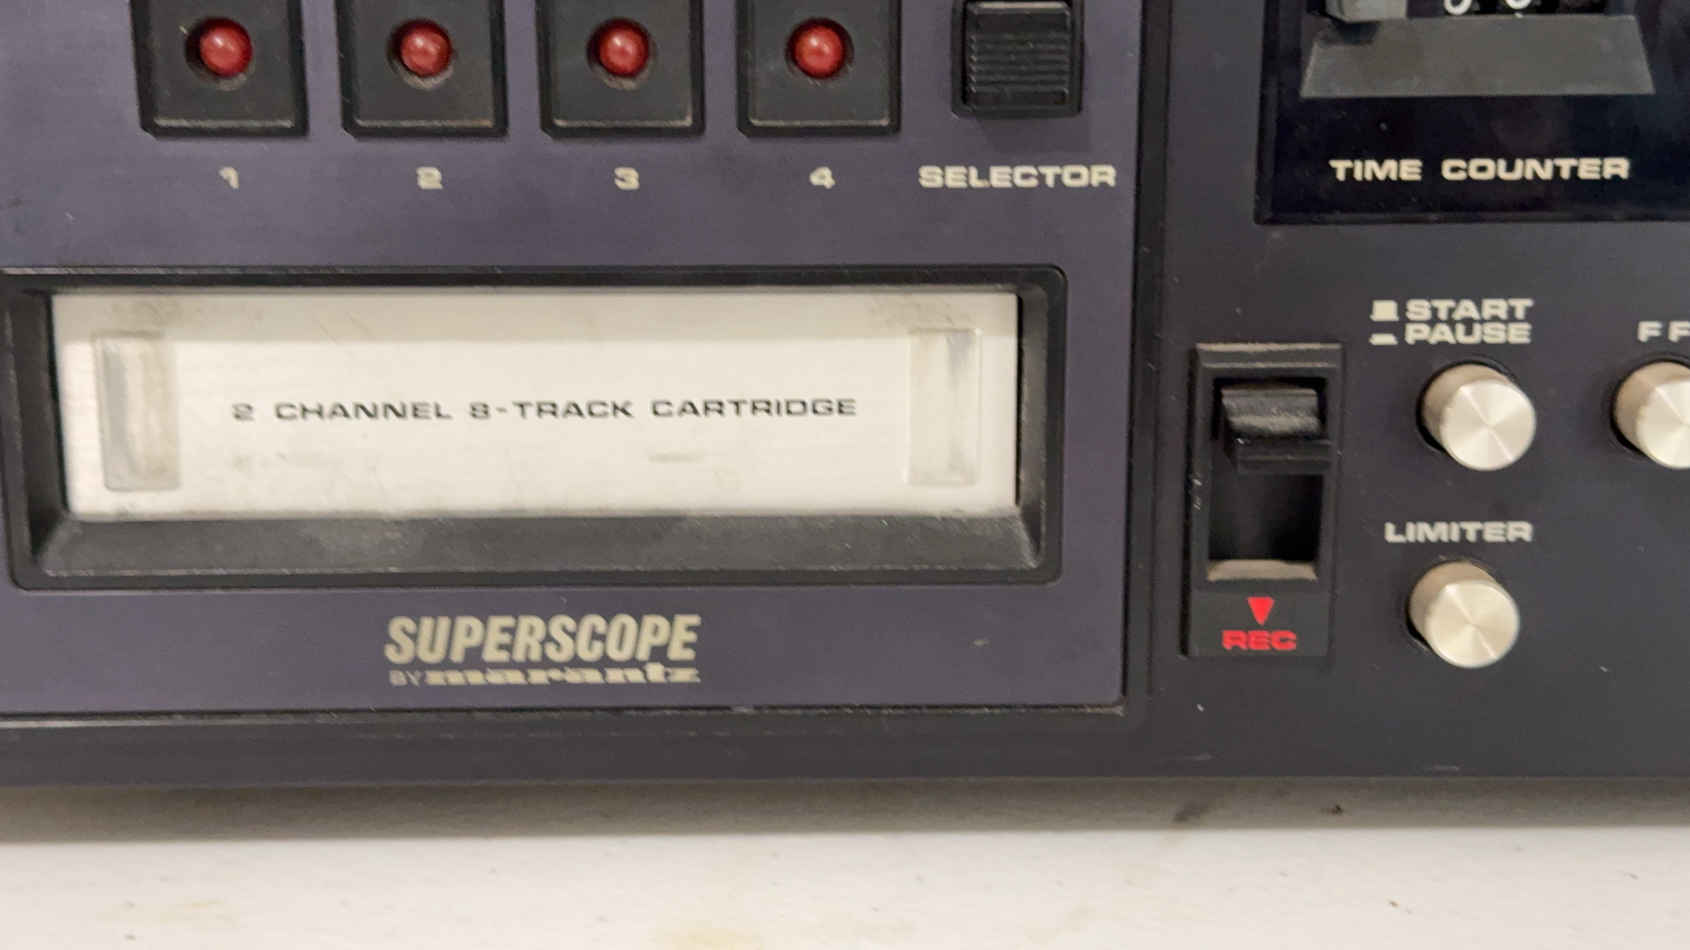 1 2 3 4 SELECTOR
TIME COUNTER
START
PAUSE
2 CHANNEL 8-TRACK CARTRIDGE
LIMITER
REC
SUPERSCOPE
BY marantz